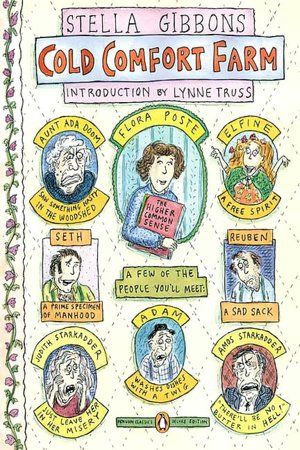 STELLA GIBBONS
COLD COMFORT FARM
INTRODUCTION BY LYNNE TRUSS
AUNT ADA DOOM
SAW SOMETHING NASTY
IN THE WOODSHED
FLORA POSTE
THE
HIGHER
COMMON
SENSE
ELFINE
A FREE SPIRIT
SETH
A PRIME SPECIMEN
OF MANHOOD
A FEW OF THE
PEOPLE YOU'LL MEET:
REUBEN
A SAD SACK
JUDITH STARKADDER
JUST LEAVE HER
IN HER MISERY
ADAM
WASHES DISHES
WITH A TWIG
AMOS STARKADDER
"THERE'LL BE NO
BUTTER IN HELL!"
PENGUIN CLASSICS DELUXE EDITION